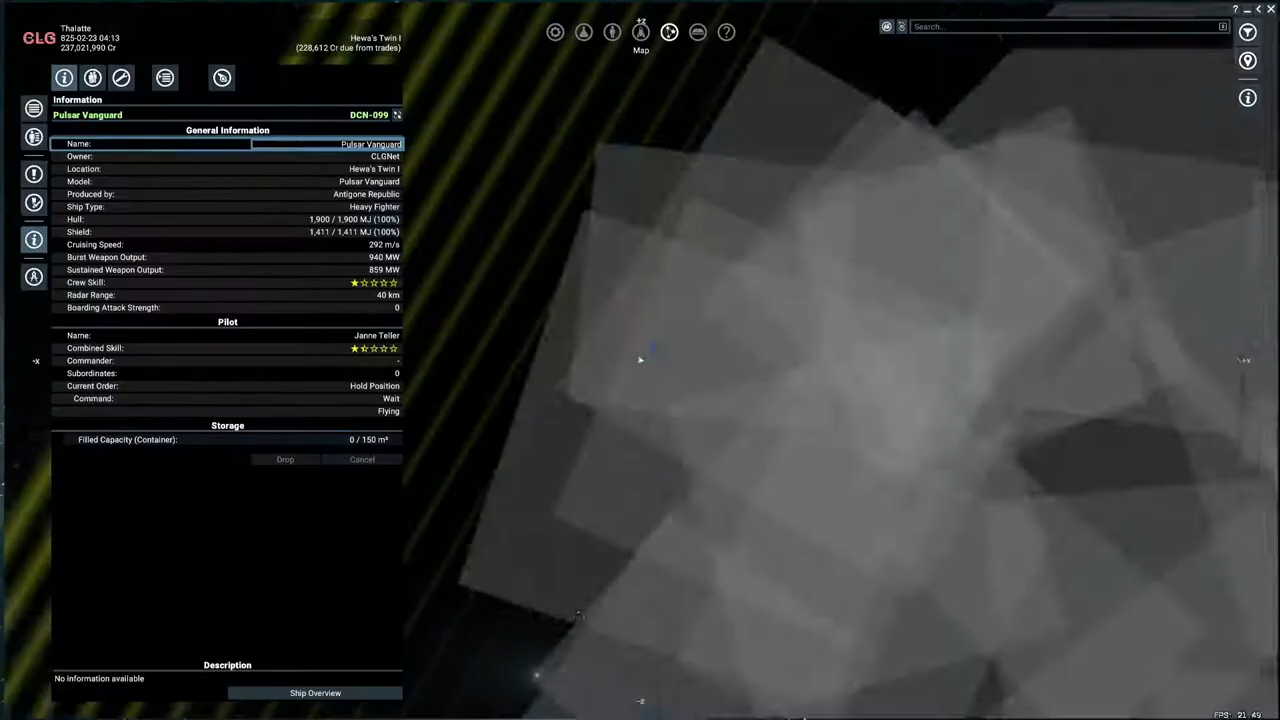 CLG
Thalatte
825-02-23 04:13
237,021,990 Cr
Hewa's Twin I
(228,612 Cr due from trades)
+Z
Map
Search...
Information
Pulsar Vanguard DCN-099
General Information
Name: Pulsar Vanguard
Owner: CLGNet
Location: Hewa's Twin I
Model: Pulsar Vanguard
Produced by: Antigone Republic
Ship Type: Heavy Fighter
Hull: 1,900 / 1,900 MJ (100%)
Shield: 1,411 / 1,411 MJ (100%)
Cruising Speed: 292 m/s
Burst Weapon Output: 940 MW
Sustained Weapon Output: 859 MW
Crew Skill: ★☆☆☆☆
Radar Range: 40 km
Boarding Attack Strength: 0
Pilot
Name: Janne Teller
Combined Skill: ★☆☆☆☆
Commander: -
Subordinates: 0
Current Order: Hold Position
Command: Wait
Flying
Storage
Filled Capacity (Container): 0 / 150 m³
Drop Cancel
Description
No information available
Ship Overview
-X
+X
-Z
FPS: 21.49